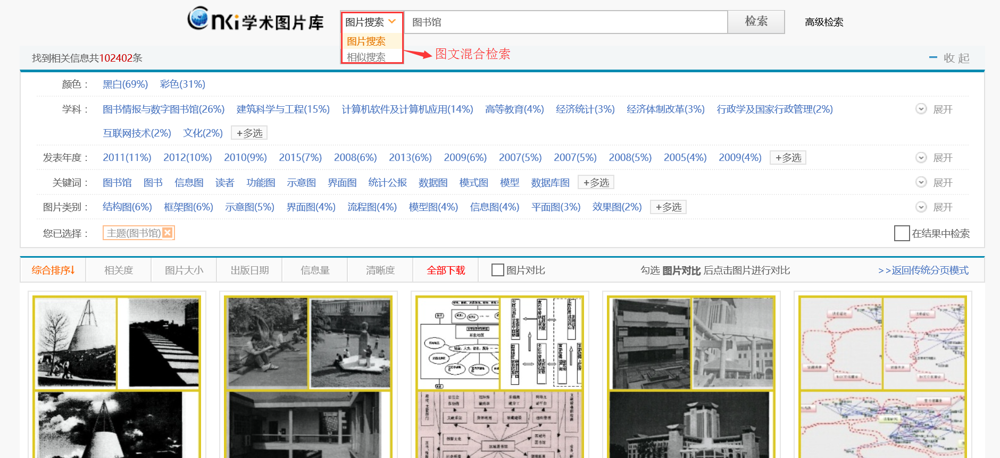 Cnki学术图片库
图片搜索 图书馆 检索 高级检索
图片搜索
相似搜索
图文混合检索
找到相关信息共102402条 收 起
颜色： 黑白(69%) 彩色(31%)
学科： 图书情报与数字图书馆(26%) 建筑科学与工程(15%) 计算机软件及计算机应用(14%) 高等教育(4%) 经济统计(3%) 经济体制改革(3%) 行政学及国家行政管理(2%) 展开
互联网技术(2%) 文化(2%) +多选
发表年度： 2011(11%) 2012(10%) 2010(9%) 2015(7%) 2008(6%) 2013(6%) 2009(6%) 2007(5%) 2007(5%) 2008(5%) 2005(4%) 2009(4%) +多选 展开
关键词： 图书馆 图书 信息图 读者 功能图 示意图 界面图 统计公报 数据图 模式图 模型 数据库图 +多选 展开
图片类别： 结构图(6%) 框架图(6%) 示意图(5%) 界面图(4%) 流程图(4%) 模型图(4%) 信息图(4%) 平面图(3%) 效果图(2%) +多选 展开
您已选择： 主题(图书馆) 在结果中检索
综合排序↓ 相关度 图片大小 出版日期 信息量 清晰度 全部下载 图片对比 勾选 图片对比 后点击图片进行对比 >>返回传统分页模式